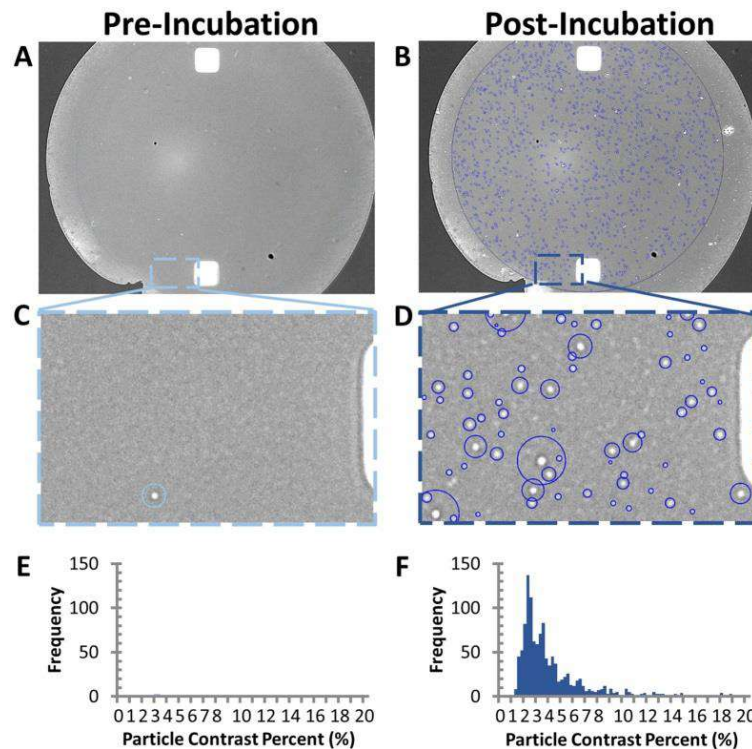 Pre-Incubation Post-Incubation
A B
C D
E F
150 150
100 100
50 50
0 0
Frequency Frequency
0 1 2 3 4 5 6 7 8 10 12 14 16 18 20 0 1 2 3 4 5 6 7 8 10 12 14 16 18 20
Particle Contrast Percent (%) Particle Contrast Percent (%)